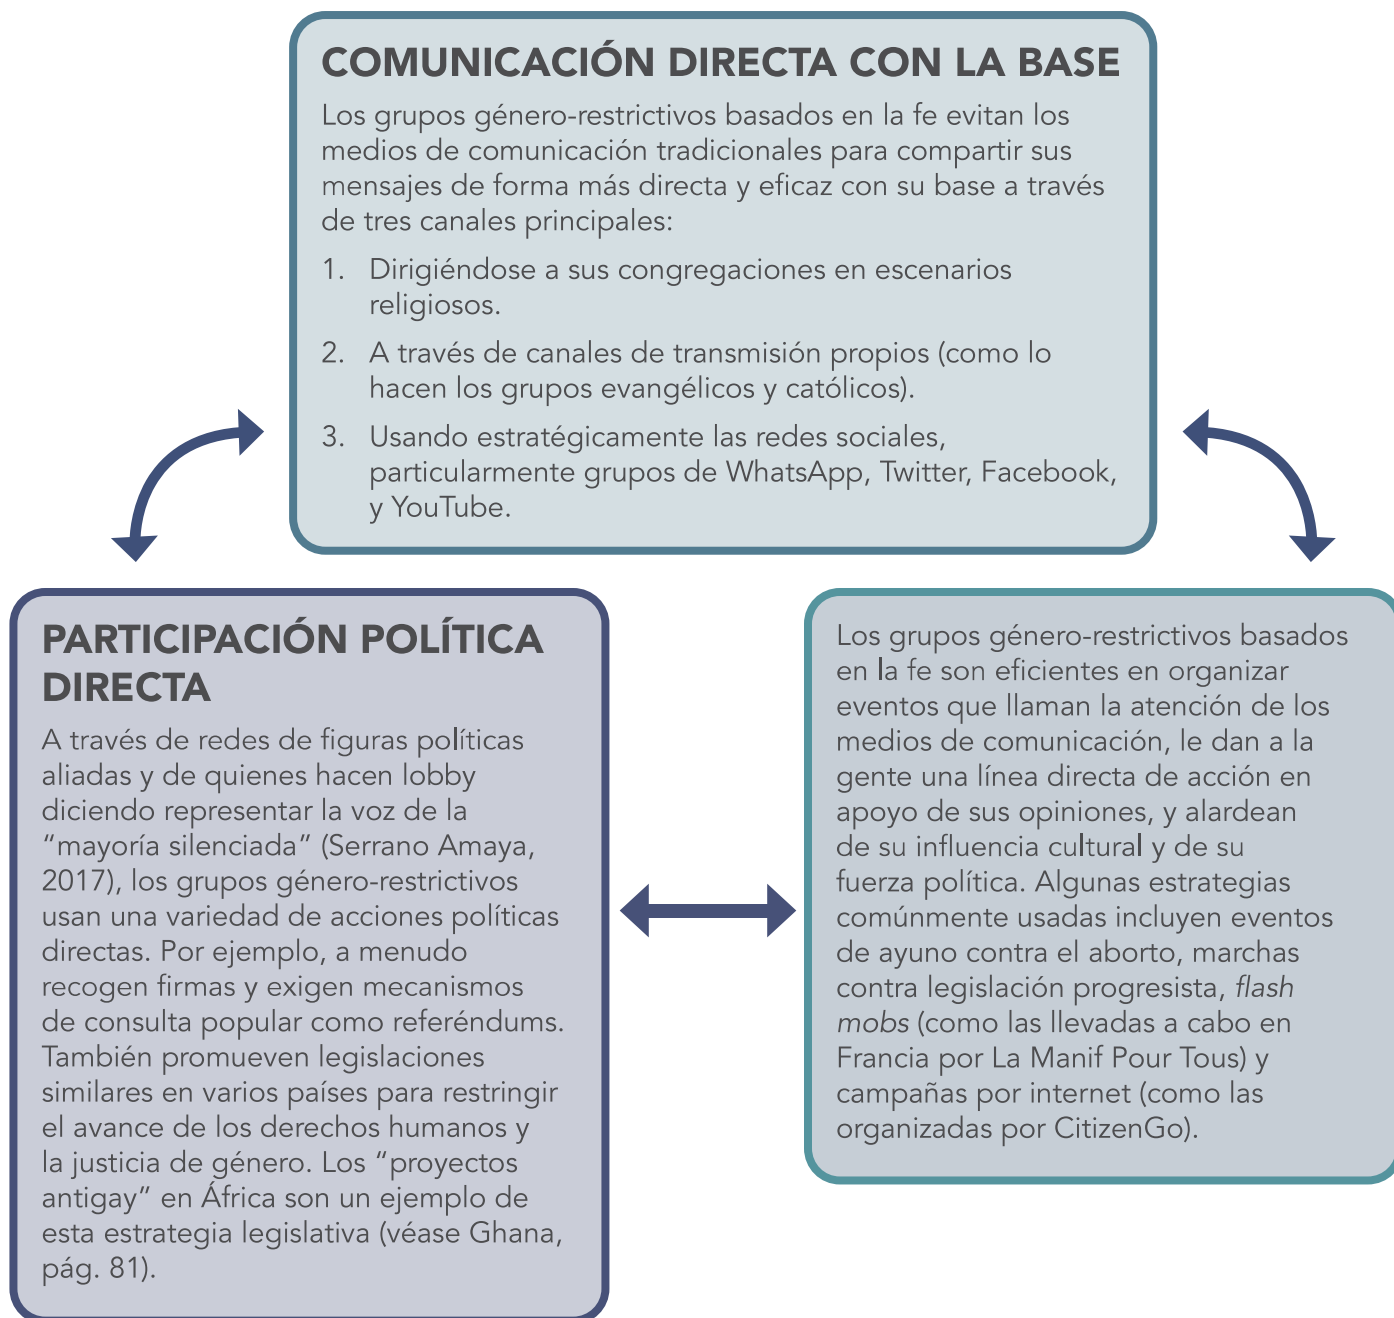 COMUNICACIÓN DIRECTA CON LA BASE
Los grupos género-restrictivos basados en la fe evitan los
medios de comunicación tradicionales para compartir sus
mensajes de forma más directa y eficaz con su base a través
de tres canales principales:
1. Dirigiéndose a sus congregaciones en escenarios
religiosos.
2. A través de canales de transmisión propios (como lo
hacen los grupos evangélicos y católicos).
3. Usando estratégicamente las redes sociales,
particularmente grupos de WhatsApp, Twitter, Facebook,
y YouTube.
PARTICIPACIÓN POLÍTICA
DIRECTA
A través de redes de figuras políticas
aliadas y de quienes hacen lobby
diciendo representar la voz de la
“mayoría silenciada” (Serrano Amaya,
2017), los grupos género-restrictivos
usan una variedad de acciones políticas
directas. Por ejemplo, a menudo
recogen firmas y exigen mecanismos
de consulta popular como referéndums.
También promueven legislaciones
similares en varios países para restringir
el avance de los derechos humanos y
la justicia de género. Los “proyectos
antigay” en África son un ejemplo de
esta estrategia legislativa (véase Ghana,
pág. 81).
Los grupos género-restrictivos basados
en la fe son eficientes en organizar
eventos que llaman la atención de los
medios de comunicación, le dan a la
gente una línea directa de acción en
apoyo de sus opiniones, y alardean
de su influencia cultural y de su
fuerza política. Algunas estrategias
comúnmente usadas incluyen eventos
de ayuno contra el aborto, marchas
contra legislación progresista, flash
mobs (como las llevadas a cabo en
Francia por La Manif Pour Tous) y
campañas por internet (como las
organizadas por CitizenGo).